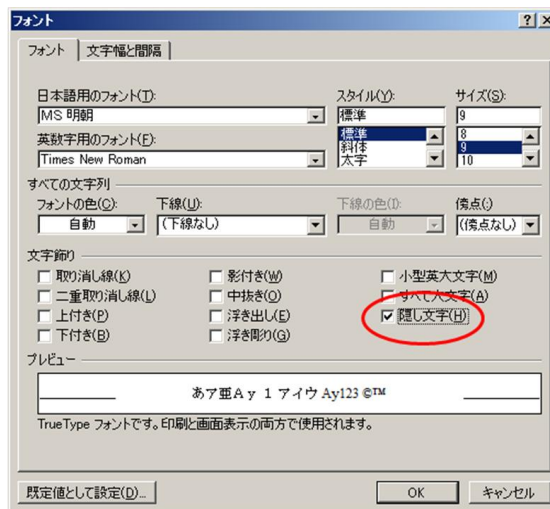 フォント
フォント 文字幅と間隔
日本語用のフォント(T): スタイル(Y): サイズ(S):
MS 明朝 標準 9
英数字用のフォント(F): 標準 8
Times New Roman 斜体 9
太字 10
すべての文字列
フォントの色(C): 下線(U): 下線の色(I): 傍点(:)
自動 (下線なし) 自動 (傍点なし)
文字飾り
取り消し線(K) 影付き(W) 小型英大文字(M)
二重取り消し線(L) 中抜き(O) すべて大文字(A)
上付き(P) 浮き出し(E) 隠し文字(H)
下付き(B) 浮き彫り(G)
プレビュー
あア亜Ay 1 アイウ Ay123 ©™
TrueType フォントです。印刷と画面表示の両方で使用されます。
既定値として設定(D)... OK キャンセル